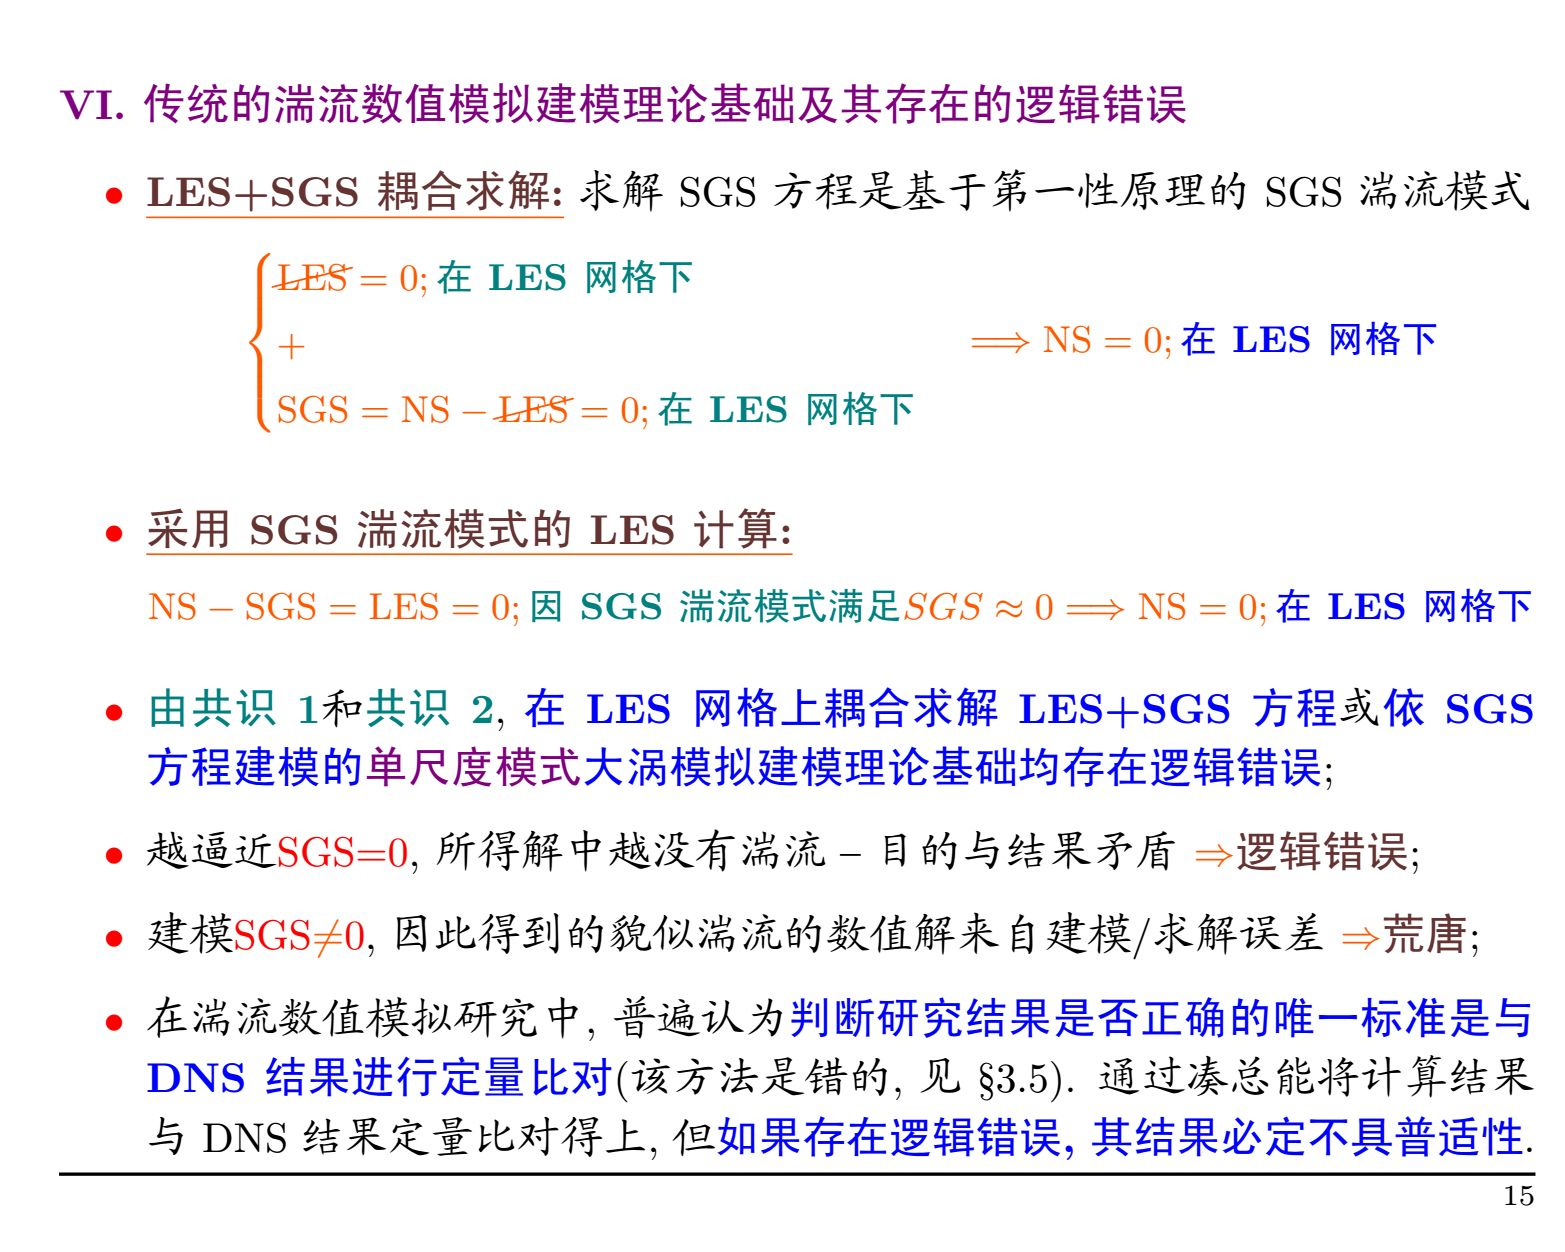 VI. 传统的湍流数值模拟建模理论基础及其存在的逻辑错误
• LES+SGS 耦合求解: 求解 SGS 方程是基于第一性原理的 SGS 湍流模式
LES = 0; 在 LES 网格下
+
⟹ NS = 0; 在 LES 网格下
SGS = NS − LES = 0; 在 LES 网格下
• 采用 SGS 湍流模式的 LES 计算:
NS − SGS = LES = 0; 因 SGS 湍流模式满足SGS ≈ 0 ⟹ NS = 0; 在 LES 网格下
• 由共识 1和共识 2, 在 LES 网格上耦合求解 LES+SGS 方程或依 SGS
方程建模的单尺度模式大涡模拟建模理论基础均存在逻辑错误;
• 越逼近SGS=0, 所得解中越没有湍流 – 目的与结果矛盾 ⇒逻辑错误;
• 建模SGS≠0, 因此得到的貌似湍流的数值解来自建模/求解误差 ⇒荒唐;
• 在湍流数值模拟研究中, 普遍认为判断研究结果是否正确的唯一标准是与
DNS 结果进行定量比对(该方法是错的, 见 §3.5). 通过凑总能将计算结果
与 DNS 结果定量比对得上, 但如果存在逻辑错误, 其结果必定不具普适性.
15